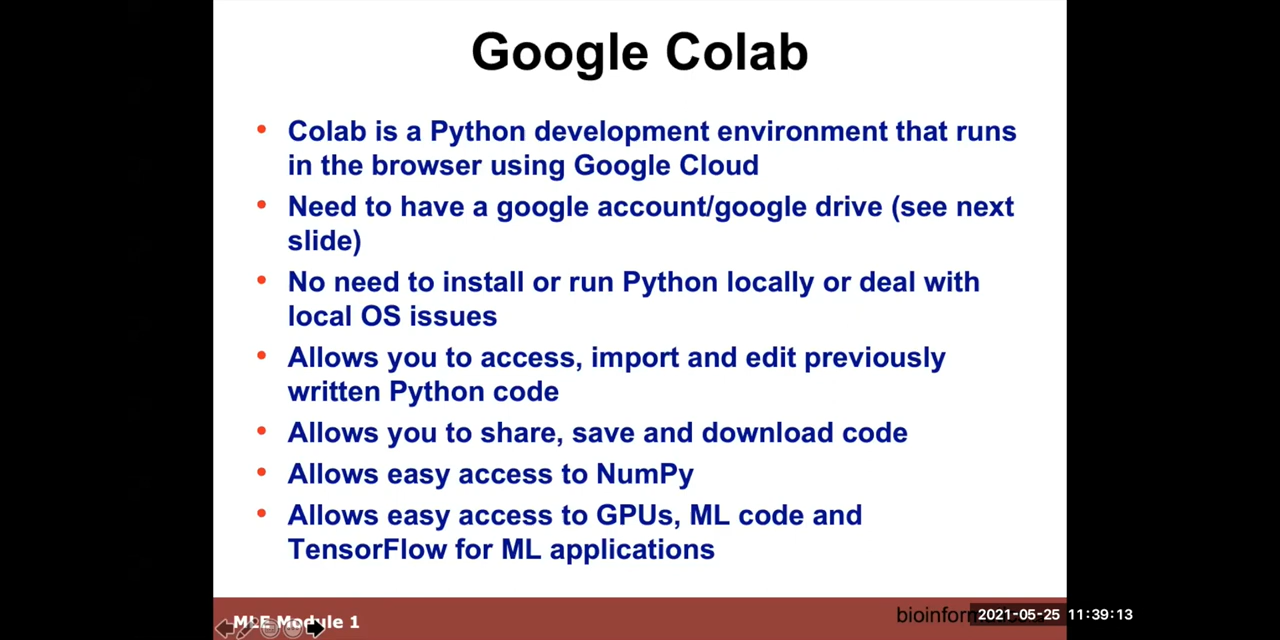 Google Colab
• Colab is a Python development environment that runs
in the browser using Google Cloud
• Need to have a google account/google drive (see next
slide)
• No need to install or run Python locally or deal with
local OS issues
• Allows you to access, import and edit previously
written Python code
• Allows you to share, save and download code
• Allows easy access to NumPy
• Allows easy access to GPUs, ML code and
TensorFlow for ML applications
MLE Module 1
2021-05-25 11:39:13